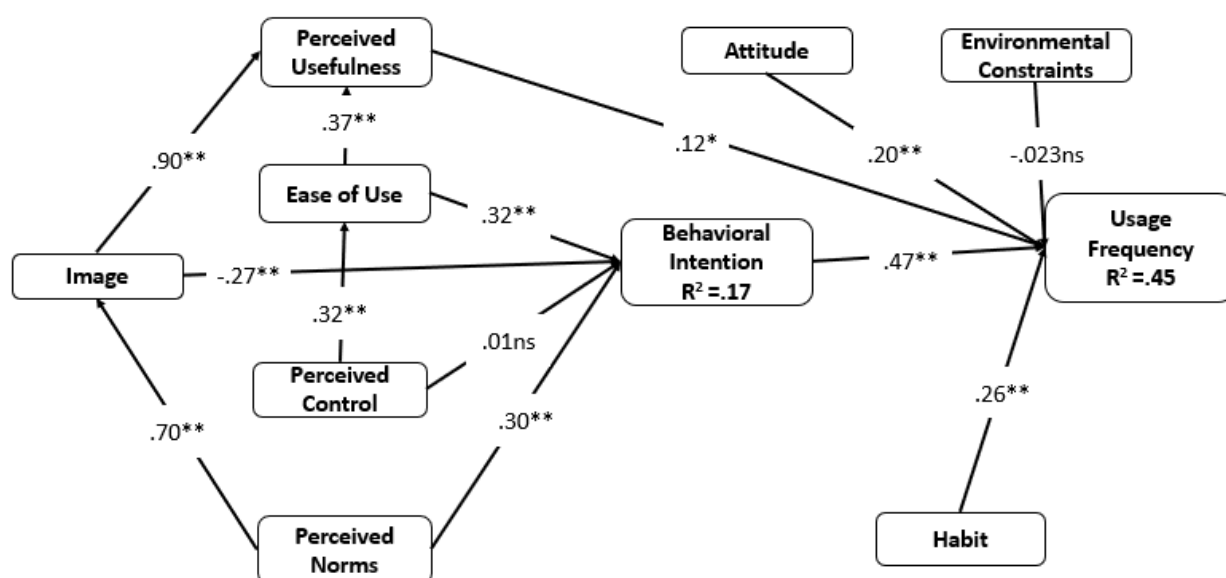 Perceived
Usefulness
Attitude
Environmental
Constraints
.37**
.12*
.90**
.20**
-.023ns
Ease of Use
.32**
Behavioral
Intention
R² =.17
Usage
Frequency
R² =.45
Image
-.27**
.47**
.32**
.01ns
Perceived
Control
.70**
.30**
.26**
Perceived
Norms
Habit